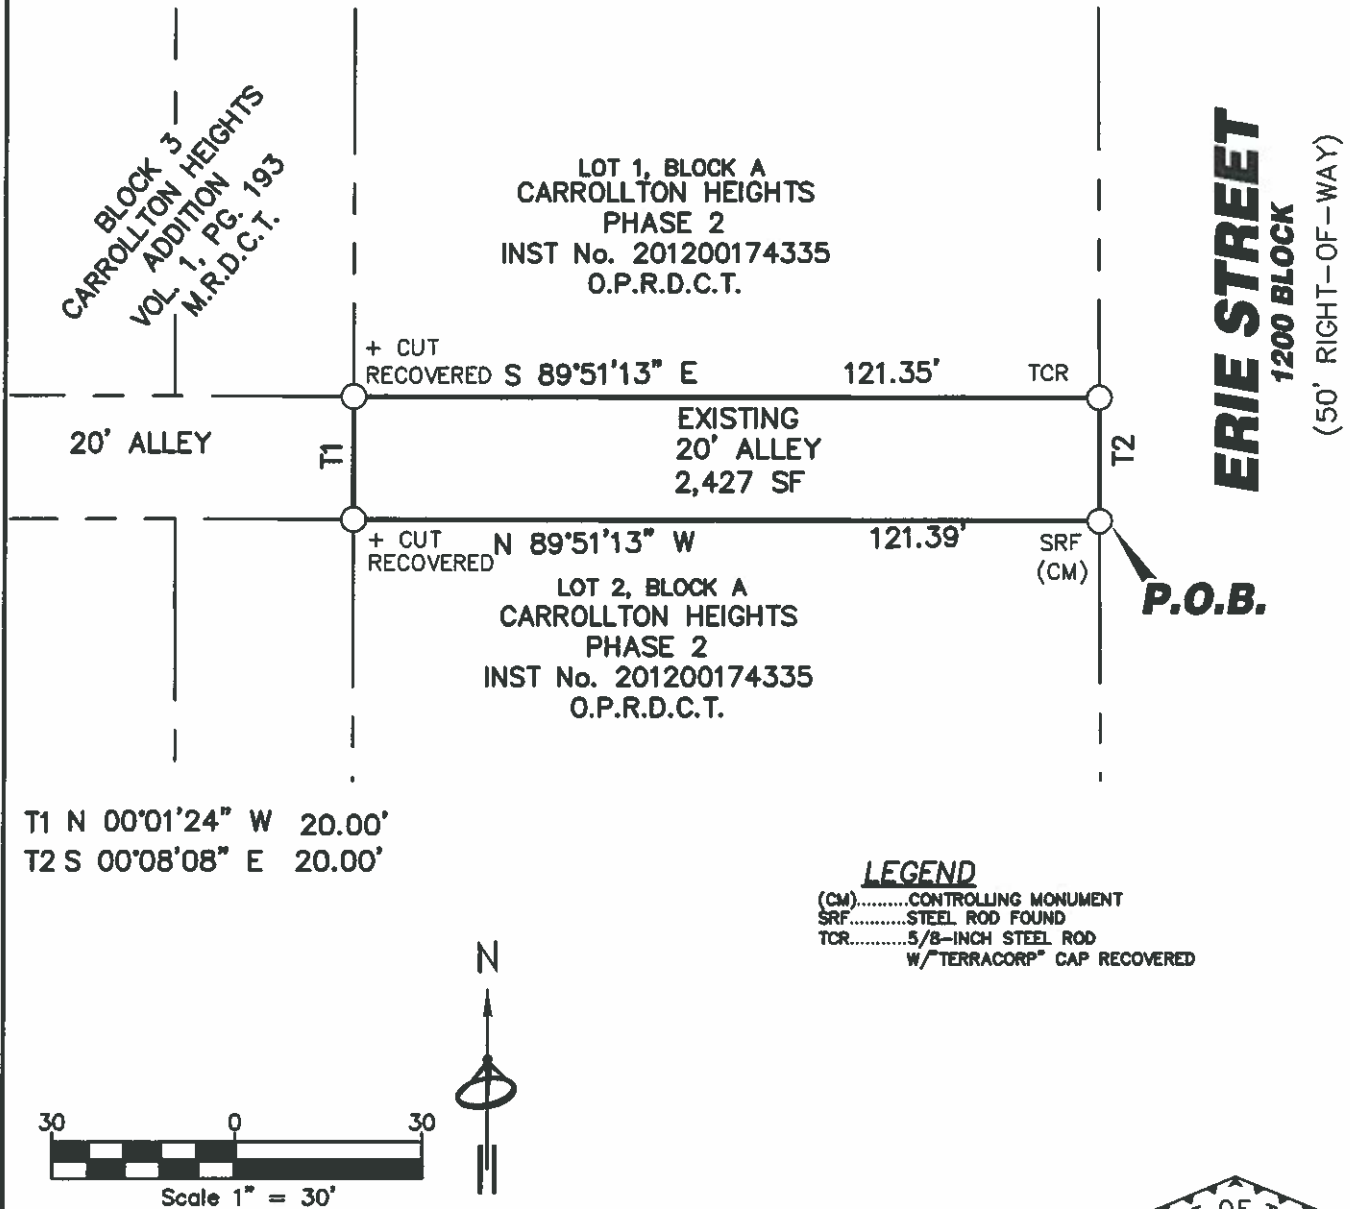 BLOCK 3
CARROLLTON HEIGHTS
ADDITION
VOL. 1, PG. 193
M.R.D.C.T.
LOT 1, BLOCK A
CARROLLTON HEIGHTS
PHASE 2
INST No. 201200174335
O.P.R.D.C.T.
ERIE STREET
1200 BLOCK
(50' RIGHT-OF-WAY)
+ CUT
RECOVERED
S 89°51'13" E
121.35'
TCR
20' ALLEY
T1
EXISTING
20' ALLEY
2,427 SF
T2
+ CUT
RECOVERED
N 89°51'13" W
121.39'
SRF
(CM)
P.O.B.
LOT 2, BLOCK A
CARROLLTON HEIGHTS
PHASE 2
INST No. 201200174335
O.P.R.D.C.T.
T1 N 00°01'24" W 20.00'
T2 S 00°08'08" E 20.00'
LEGEND
(CM)..........CONTROLLING MONUMENT
SRF...........STEEL ROD FOUND
TCR...........5/8-INCH STEEL ROD
W/"TERRACORP" CAP RECOVERED
N
30 0 30
Scale 1" = 30'
OF